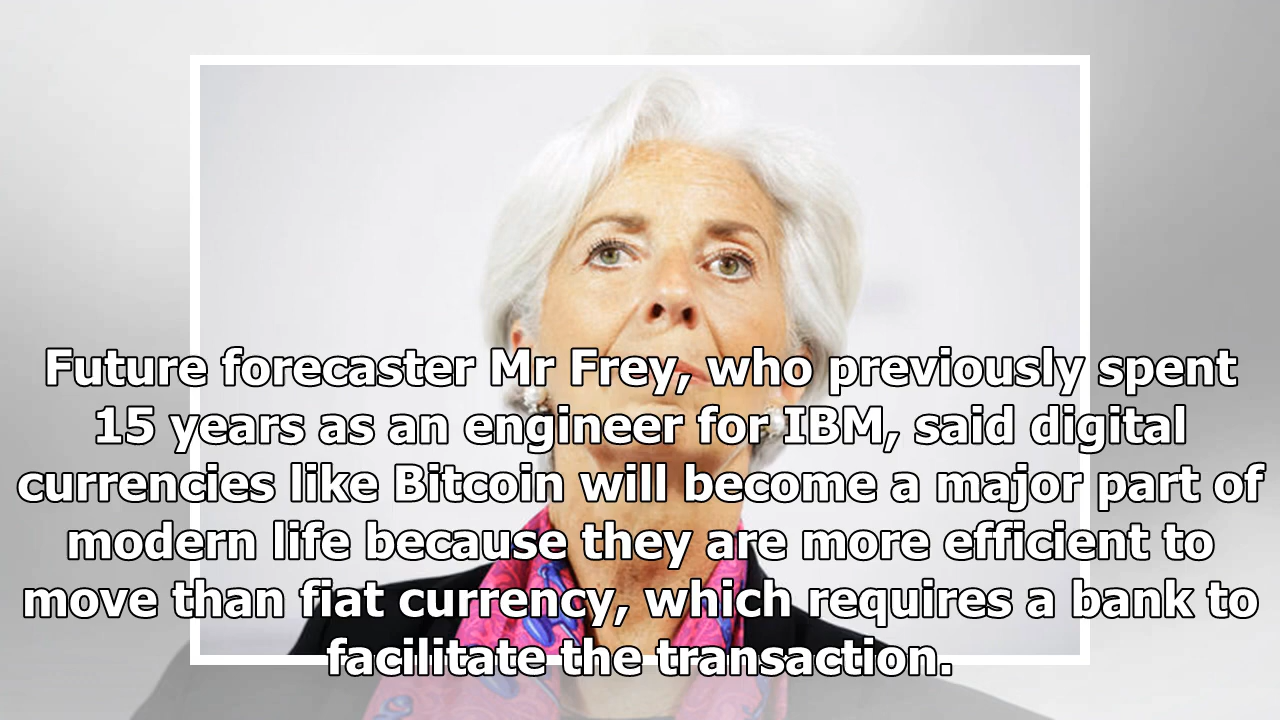 Future forecaster Mr Frey, who previously spent
15 years as an engineer for IBM, said digital
currencies like Bitcoin will become a major part of
modern life because they are more efficient to
move than fiat currency, which requires a bank to
facilitate the transaction.